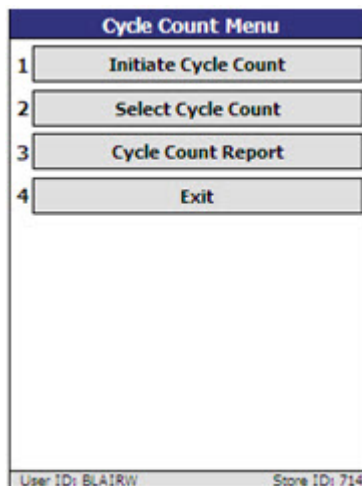 Cycle Count Menu
1 Initiate Cycle Count
2 Select Cycle Count
3 Cycle Count Report
4 Exit
User ID: BLAIRW Store ID: 714